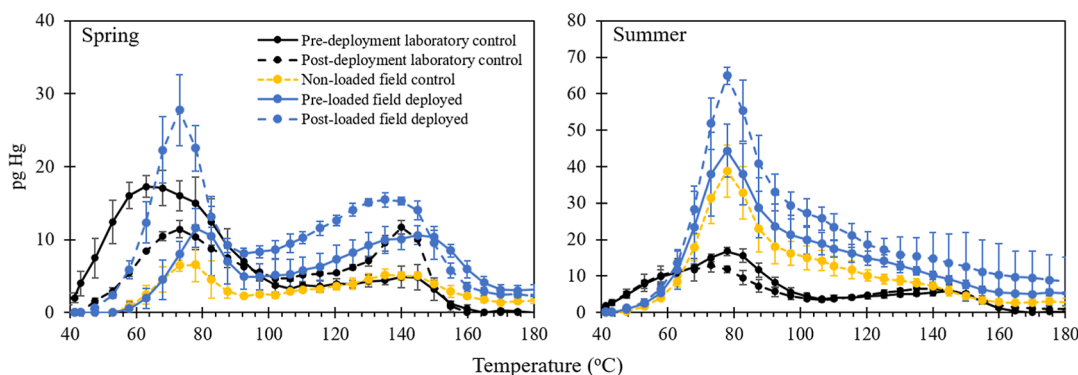 Spring
Pre-deployment laboratory control
Post-deployment laboratory control
Non-loaded field control
Pre-loaded field deployed
Post-loaded field deployed
pg Hg
40
30
20
10
0
40 60 80 100 120 140 160 180
Summer
80
70
60
50
40
30
20
10
0
40 60 80 100 120 140 160 180
Temperature (ºC)